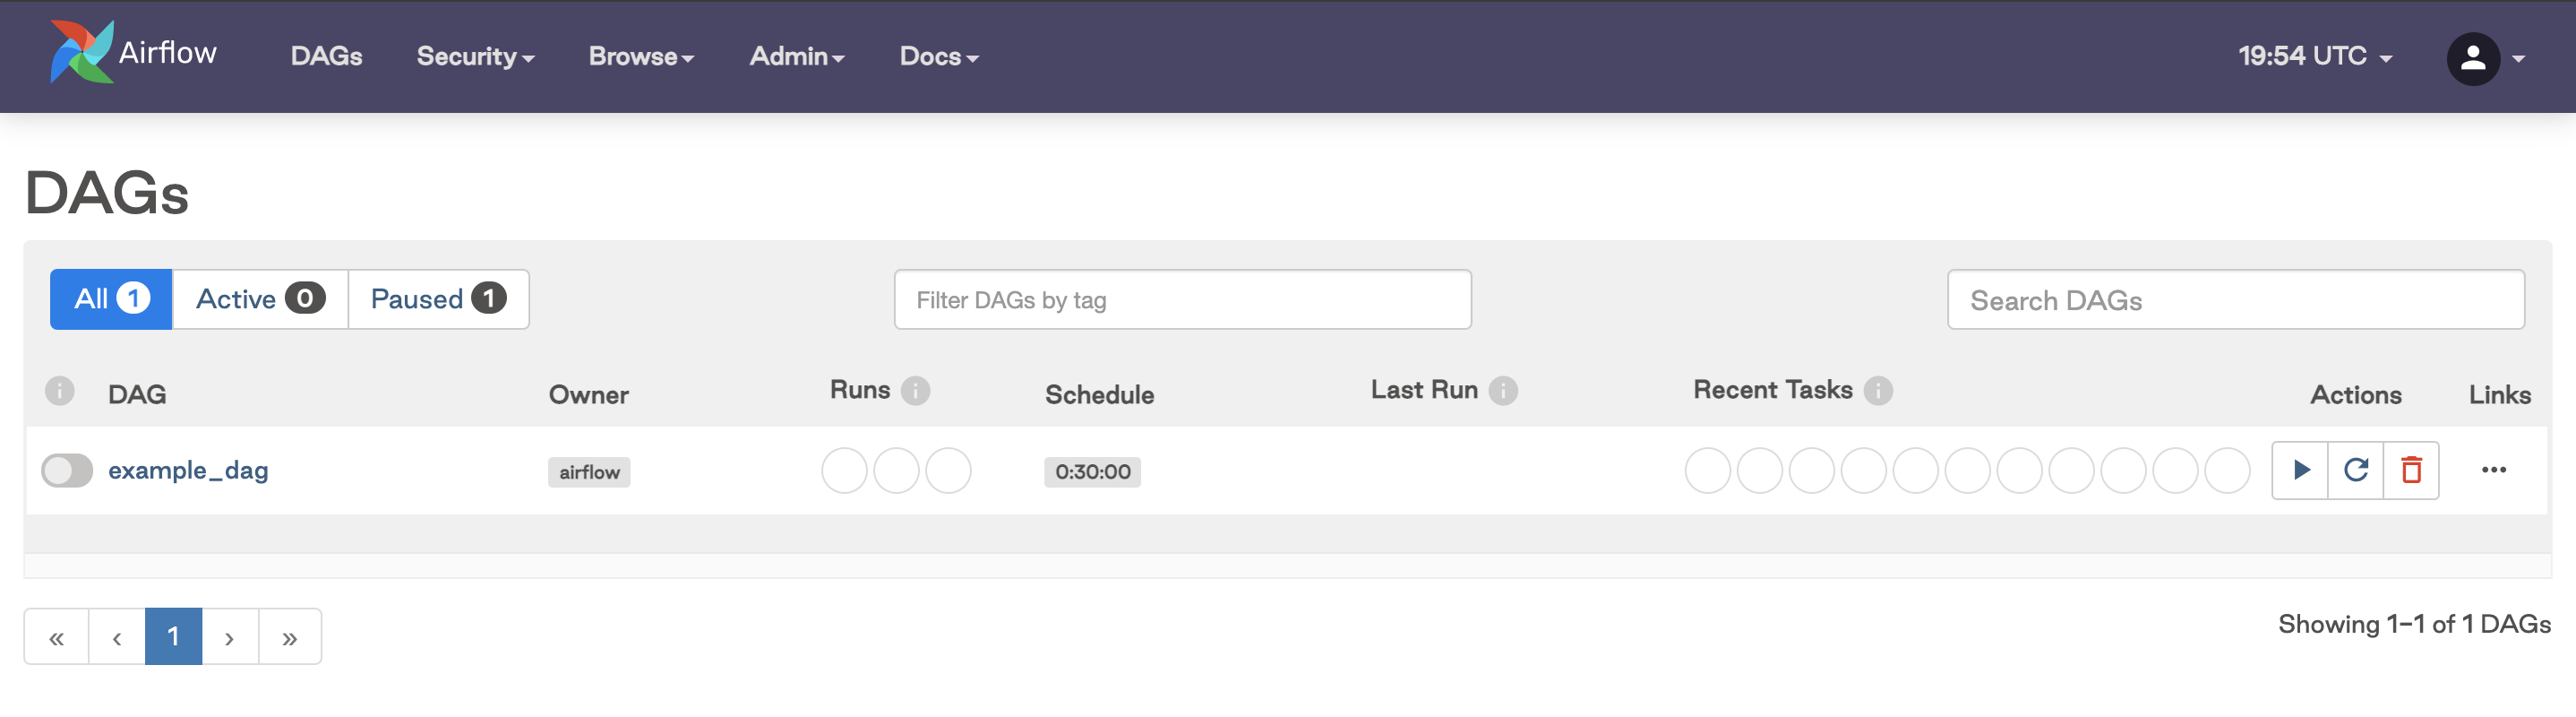 Airflow DAGs Security Browse Admin Docs 19:54 UTC
DAGs
All 1 Active 0 Paused 1 Filter DAGs by tag Search DAGs
i DAG Owner Runs i Schedule Last Run i Recent Tasks i Actions Links
example_dag airflow 0:30:00
« ‹ 1 › » Showing 1-1 of 1 DAGs